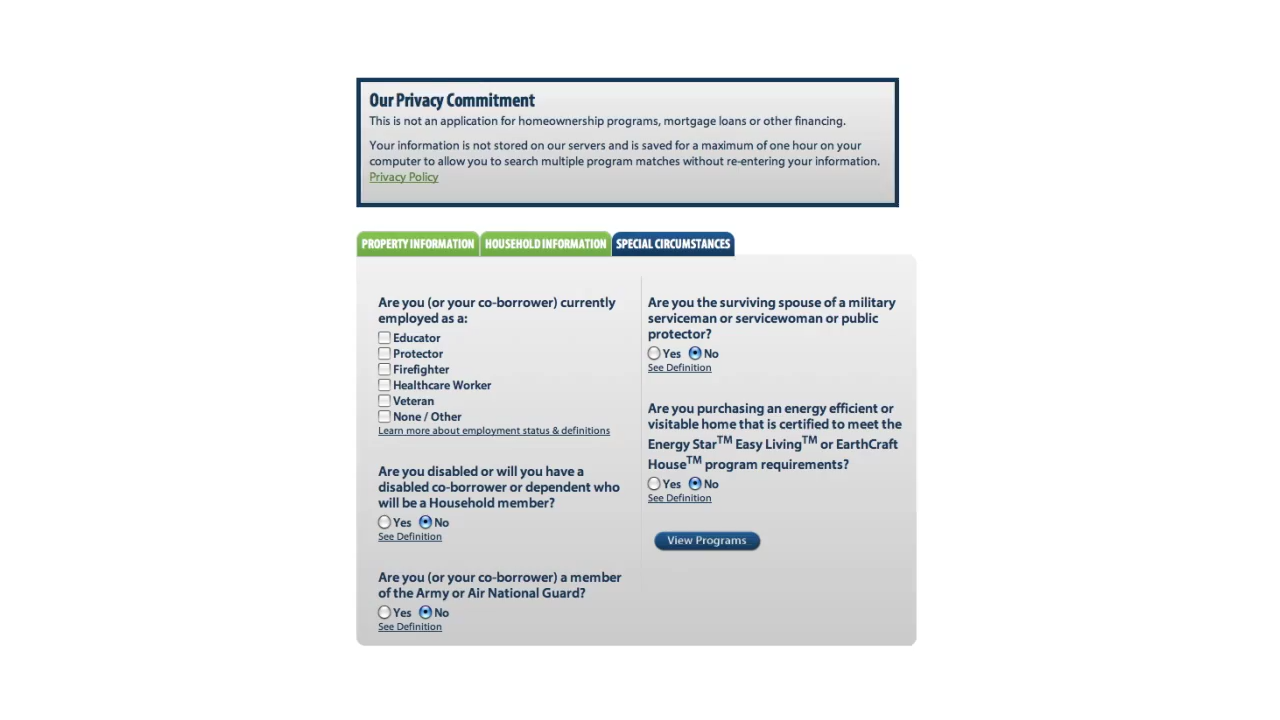 Our Privacy Commitment
This is not an application for homeownership programs, mortgage loans or other financing.
Your information is not stored on our servers and is saved for a maximum of one hour on your
computer to allow you to search multiple program matches without re-entering your information.
Privacy Policy
PROPERTY INFORMATION
HOUSEHOLD INFORMATION
SPECIAL CIRCUMSTANCES
Are you (or your co-borrower) currently
employed as a:
Educator
Protector
Firefighter
Healthcare Worker
Veteran
None / Other
Learn more about employment status & definitions
Are you disabled or will you have a
disabled co-borrower or dependent who
will be a Household member?
Yes No
See Definition
Are you (or your co-borrower) a member
of the Army or Air National Guard?
Yes No
See Definition
Are you the surviving spouse of a military
serviceman or servicewoman or public
protector?
Yes No
See Definition
Are you purchasing an energy efficient or
visitable home that is certified to meet the
Energy Star™ Easy Living™ or EarthCraft
House™ program requirements?
Yes No
See Definition
View Programs